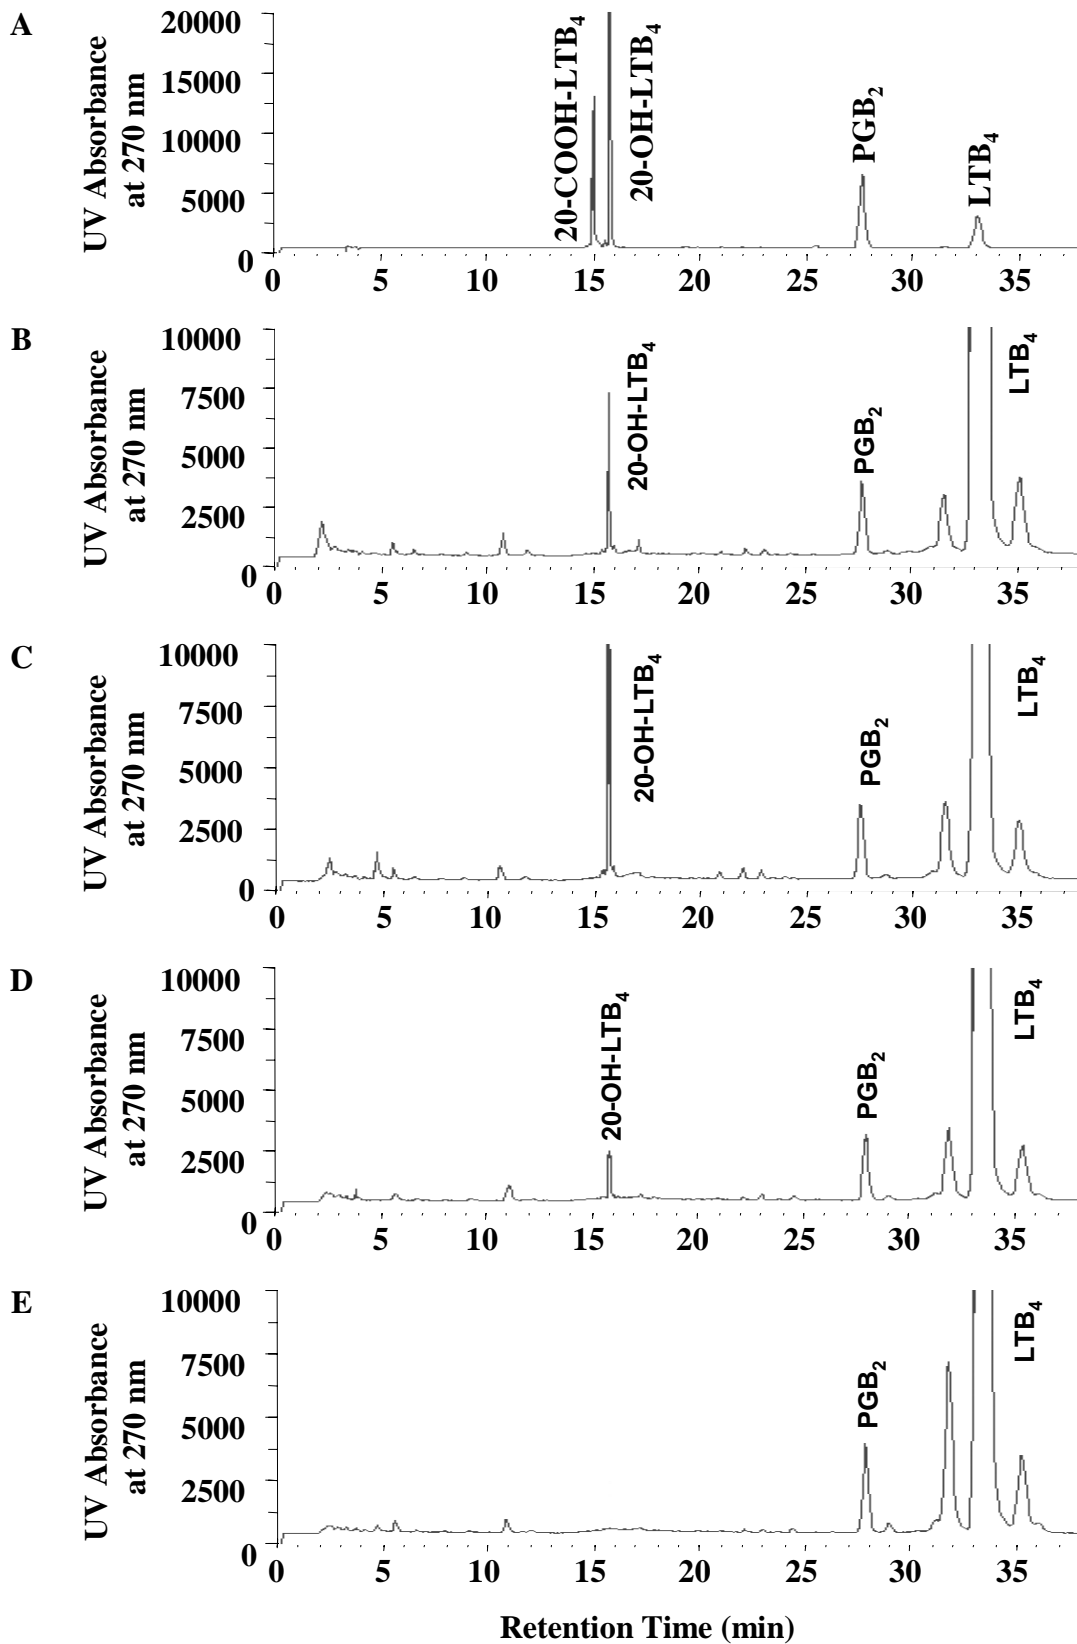 A
UV Absorbance
at 270 nm
20000
15000
10000
5000
0
20-COOH-LTB4
20-OH-LTB4
PGB2
LTB4
0 5 10 15 20 25 30 35
B
UV Absorbance
at 270 nm
10000
7500
5000
2500
0
20-OH-LTB4
PGB2
LTB4
0 5 10 15 20 25 30 35
C
UV Absorbance
at 270 nm
10000
7500
5000
2500
0
20-OH-LTB4
PGB2
LTB4
0 5 10 15 20 25 30 35
D
UV Absorbance
at 270 nm
10000
7500
5000
2500
0
20-OH-LTB4
PGB2
LTB4
0 5 10 15 20 25 30 35
E
UV Absorbance
at 270 nm
10000
7500
5000
2500
0
PGB2
LTB4
0 5 10 15 20 25 30 35
Retention Time (min)